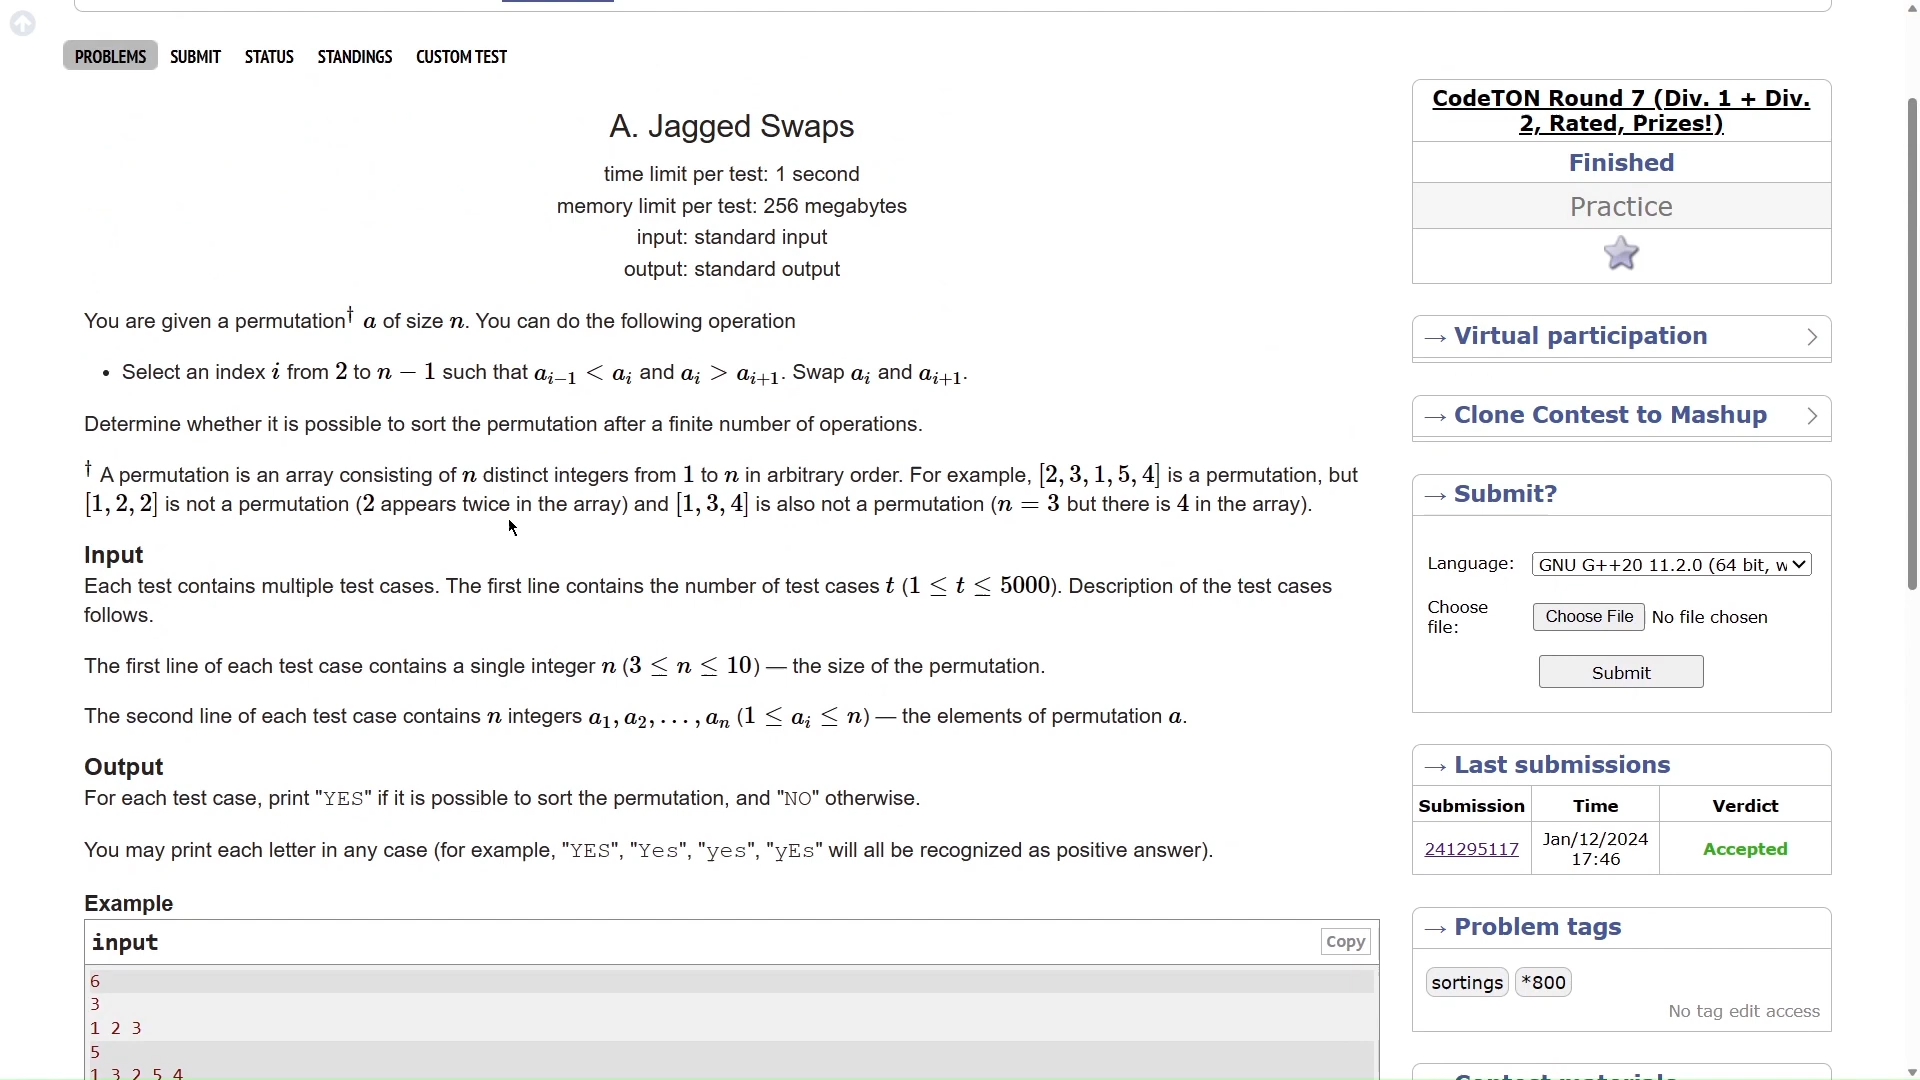 PROBLEMS SUBMIT STATUS STANDINGS CUSTOM TEST
A. Jagged Swaps
time limit per test: 1 second
memory limit per test: 256 megabytes
input: standard input
output: standard output
You are given a permutation† a of size n. You can do the following operation
• Select an index i from 2 to n − 1 such that a_{i−1} < a_i and a_i > a_{i+1}. Swap a_i and a_{i+1}.
Determine whether it is possible to sort the permutation after a finite number of operations.
† A permutation is an array consisting of n distinct integers from 1 to n in arbitrary order. For example, [2, 3, 1, 5, 4] is a permutation, but
[1, 2, 2] is not a permutation (2 appears twice in the array) and [1, 3, 4] is also not a permutation (n = 3 but there is 4 in the array).
Input
Each test contains multiple test cases. The first line contains the number of test cases t (1 ≤ t ≤ 5000). Description of the test cases
follows.
The first line of each test case contains a single integer n (3 ≤ n ≤ 10) — the size of the permutation.
The second line of each test case contains n integers a_1, a_2, …, a_n (1 ≤ a_i ≤ n) — the elements of permutation a.
Output
For each test case, print "YES" if it is possible to sort the permutation, and "NO" otherwise.
You may print each letter in any case (for example, "YES", "Yes", "yes", "yEs" will all be recognized as positive answer).
Example
input
Copy
6
3
1 2 3
5
1 3 2 5 4
CodeTON Round 7 (Div. 1 + Div.
2, Rated, Prizes!)
Finished
Practice
→ Virtual participation
→ Clone Contest to Mashup
→ Submit?
Language: GNU G++20 11.2.0 (64 bit, w
Choose
file: Choose File No file chosen
Submit
→ Last submissions
Submission Time Verdict
241295117 Jan/12/2024
17:46 Accepted
→ Problem tags
sortings *800
No tag edit access
→ Contest materials